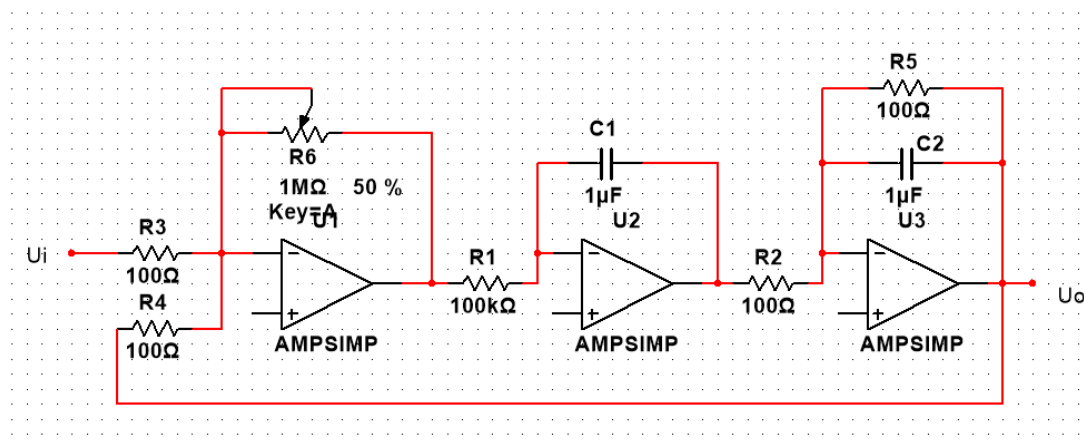 R5
100Ω
C2
1µF
U3
C1
1µF
U2
R6
1MΩ 50 %
Key=A
U1
Ui
R3
100Ω
R4
100Ω
R1
100kΩ
R2
100Ω
Uo
AMPSIMP
AMPSIMP
AMPSIMP
−
+
−
+
−
+